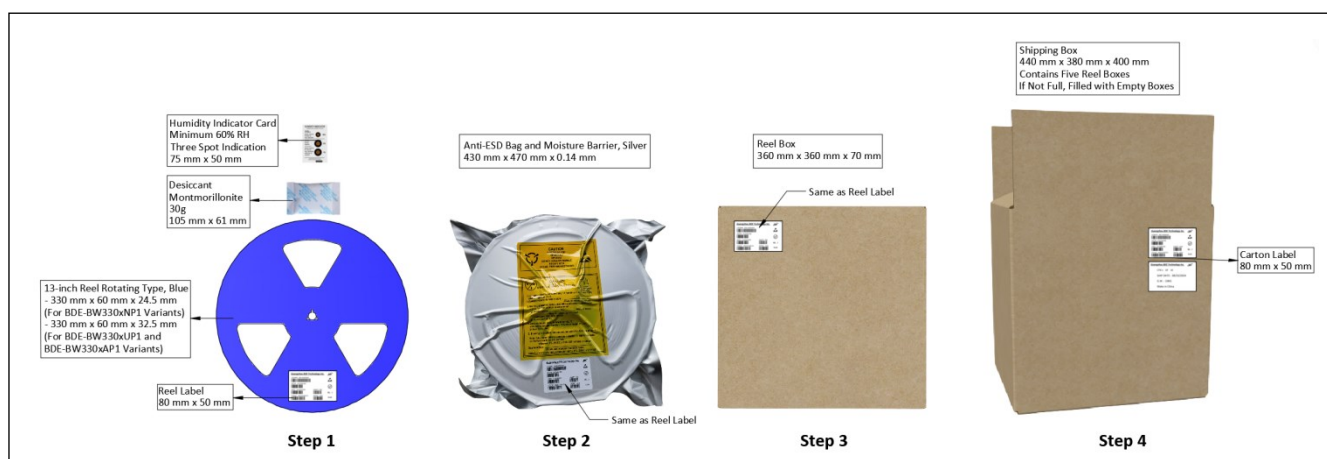 Humidity Indicator Card
Minimum 60% RH
Three Spot Indication
75 mm x 50 mm
Desiccant
Montmorillonite
30g
105 mm x 61 mm
13-inch Reel Rotating Type, Blue
- 330 mm x 60 mm x 24.5 mm
(For BDE-BW330xNP1 Variants)
- 330 mm x 60 mm x 32.5 mm
(For BDE-BW330xUP1 and
BDE-BW330xAP1 Variants)
Reel Label
80 mm x 50 mm
Step 1
Anti-ESD Bag and Moisture Barrier, Silver
430 mm x 470 mm x 0.14 mm
CAUTION
Same as Reel Label
Step 2
Reel Box
360 mm x 360 mm x 70 mm
Same as Reel Label
Step 3
Shipping Box
440 mm x 380 mm x 400 mm
Contains Five Reel Boxes
If Not Full, Filled with Empty Boxes
Carton Label
80 mm x 50 mm
Step 4